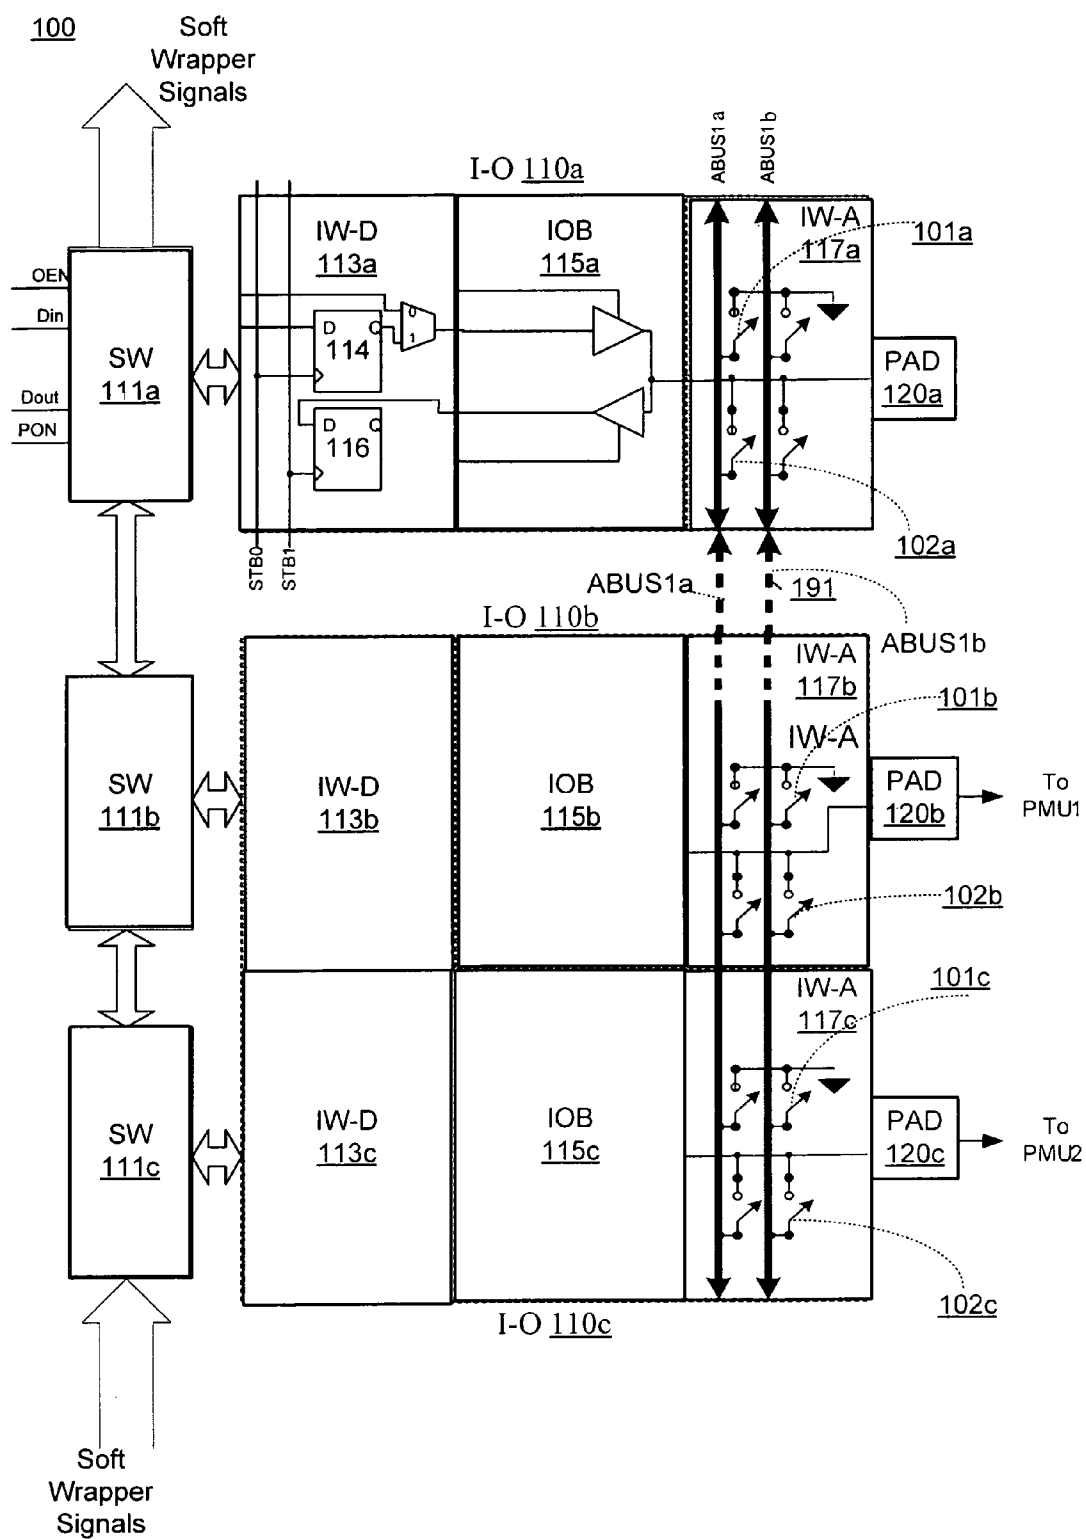 100
Soft
Wrapper
Signals
ABUS1a
ABUS1b
I-O 110a
IW-D
113a
IOB
115a
IW-A
117a
101a
OEN
Din
Dout
PON
SW
111a
D Q
114
0
1
D Q
116
PAD
120a
102a
STB0
STB1
ABUS1a
191
ABUS1b
I-O 110b
IW-A
117b
101b
IW-A
SW
111b
IW-D
113b
IOB
115b
PAD
120b
To
PMU1
102b
IW-A
117c
101c
SW
111c
IW-D
113c
IOB
115c
PAD
120c
To
PMU2
102c
I-O 110c
Soft
Wrapper
Signals